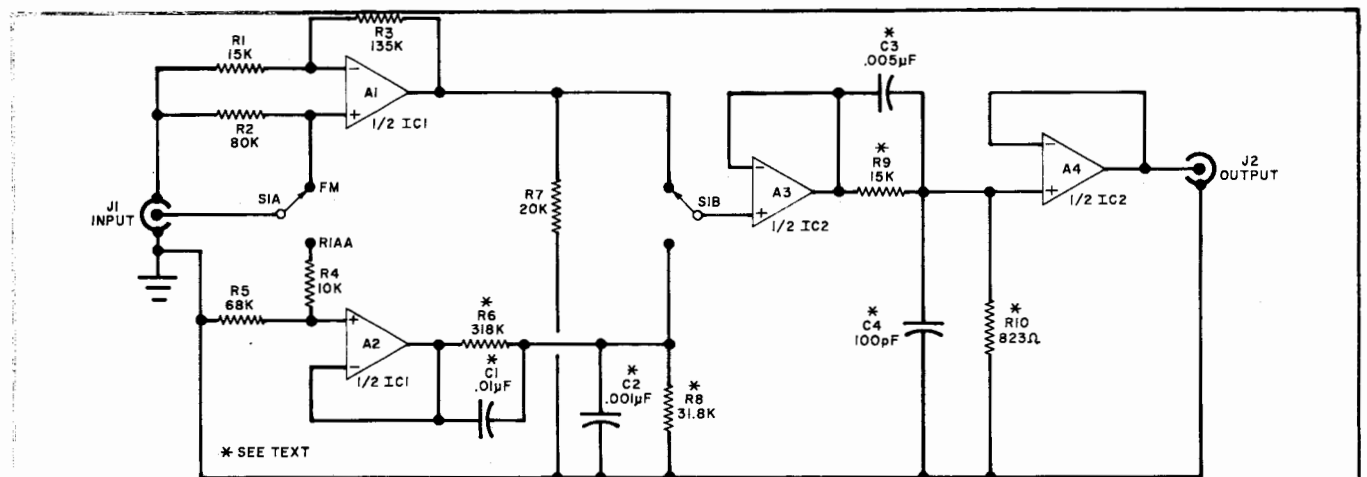 R1
15K
R3
135K
-
A1
+
1/2 IC1
R2
80K
S1A
FM
J1
INPUT
RIAA
R4
10K
R5
68K
+
A2
-
1/2 IC1
*
R6
318K
*
C1
.01µF
R7
20K
S1B
*
C2
.001µF
*
R8
31.8K
-
A3
+
1/2 IC2
*
C3
.005µF
*
R9
15K
*
C4
100pF
*
R10
823Ω
-
A4
+
1/2 IC2
J2
OUTPUT
* SEE TEXT